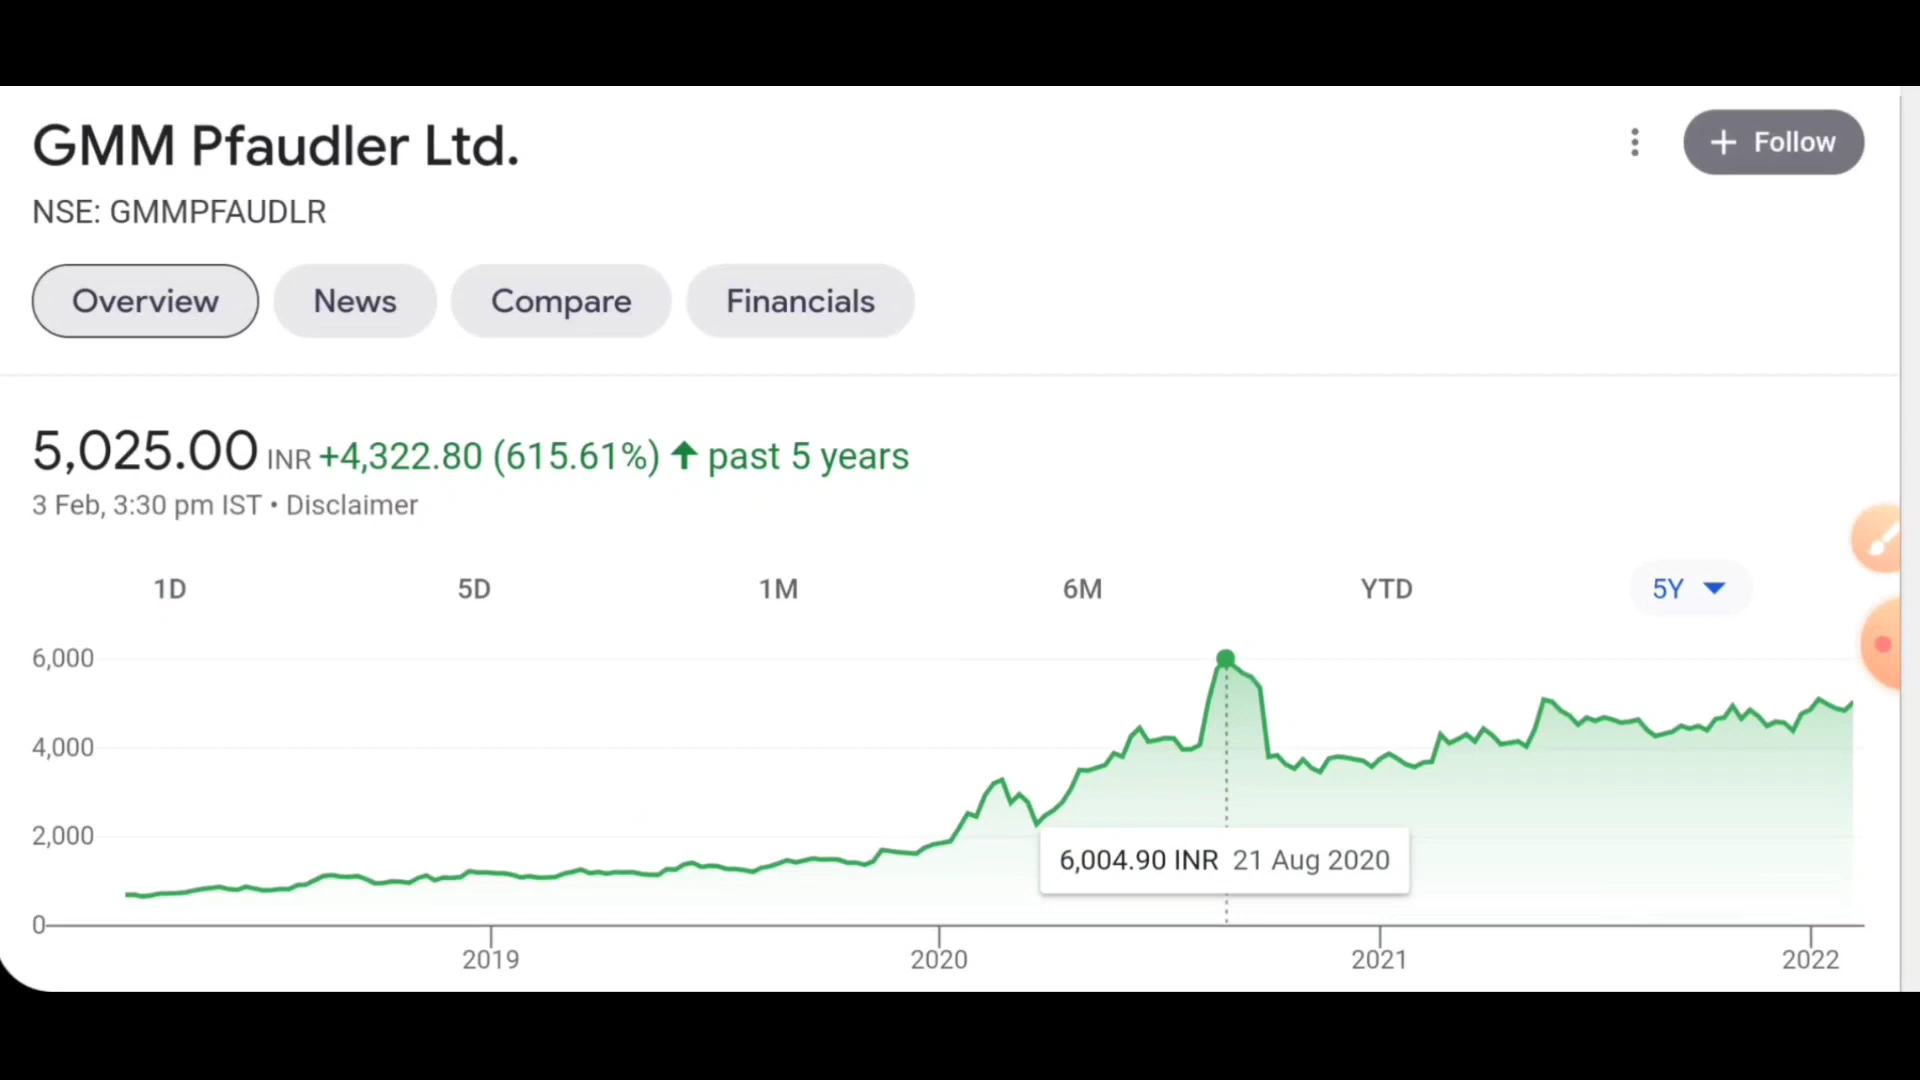 GMM Pfaudler Ltd.
+ Follow
NSE: GMMPFAUDLR
Overview News Compare Financials
5,025.00 INR +4,322.80 (615.61%) ↑ past 5 years
3 Feb, 3:30 pm IST • Disclaimer
1D 5D 1M 6M YTD 5Y
6,000
4,000
2,000
6,004.90 INR 21 Aug 2020
0
2019 2020 2021 2022